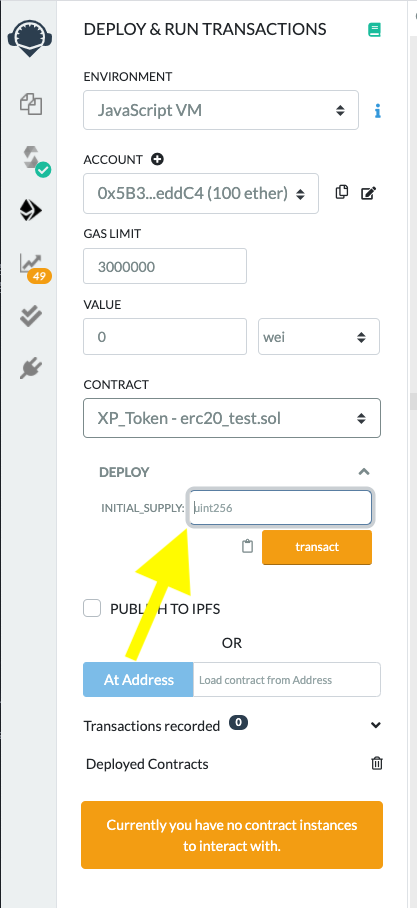 DEPLOY & RUN TRANSACTIONS
ENVIRONMENT
JavaScript VM
i
ACCOUNT
0x5B3...eddC4 (100 ether)
GAS LIMIT
3000000
49
VALUE
0
wei
CONTRACT
XP_Token - erc20_test.sol
DEPLOY
INITIAL_SUPPLY: uint256
transact
PUBLISH TO IPFS
OR
At Address Load contract from Address
Transactions recorded 0
Deployed Contracts
Currently you have no contract instances
to interact with.